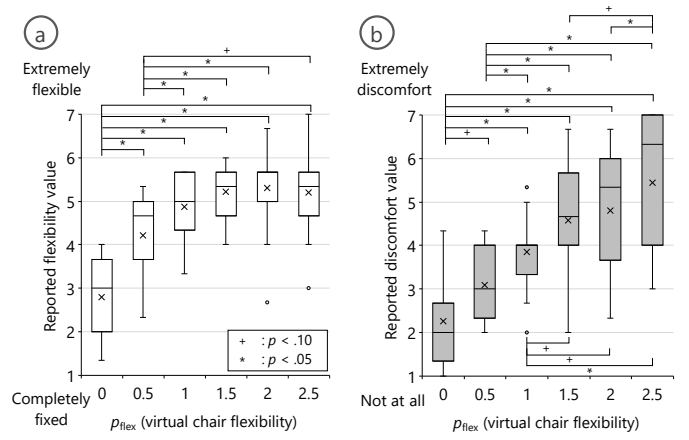 a
Extremely
flexible
+
*
*
*
*
*
*
*
*
7
6
5
4
3
2
1
Reported flexibility value
+ : p < .10
* : p < .05
Completely
fixed
0 0.5 1 1.5 2 2.5
pflex (virtual chair flexibility)
b
Extremely
discomfort
+
*
*
*
*
*
*
*
*
*
+
7
6
5
4
3
2
1
Reported discomfort value
+
+
*
Not at all
0 0.5 1 1.5 2 2.5
pflex (virtual chair flexibility)